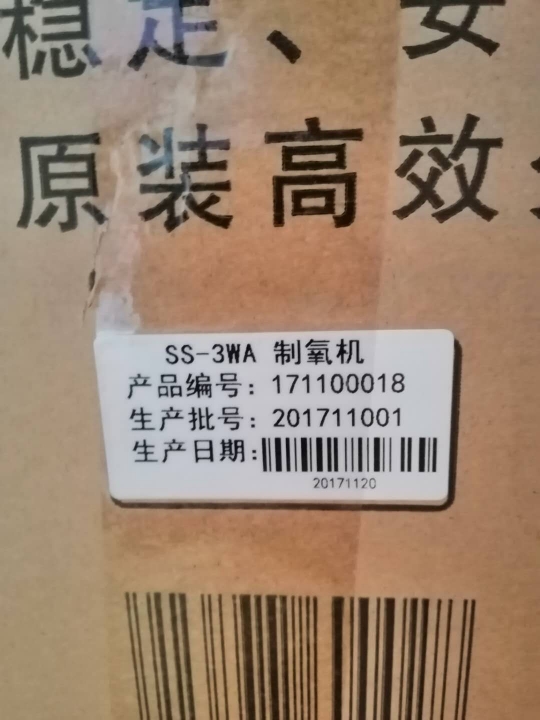 稳定、安
原装高效
SS-3WA 制氧机
产品编号：171100018
生产批号：201711001
生产日期：
20171120